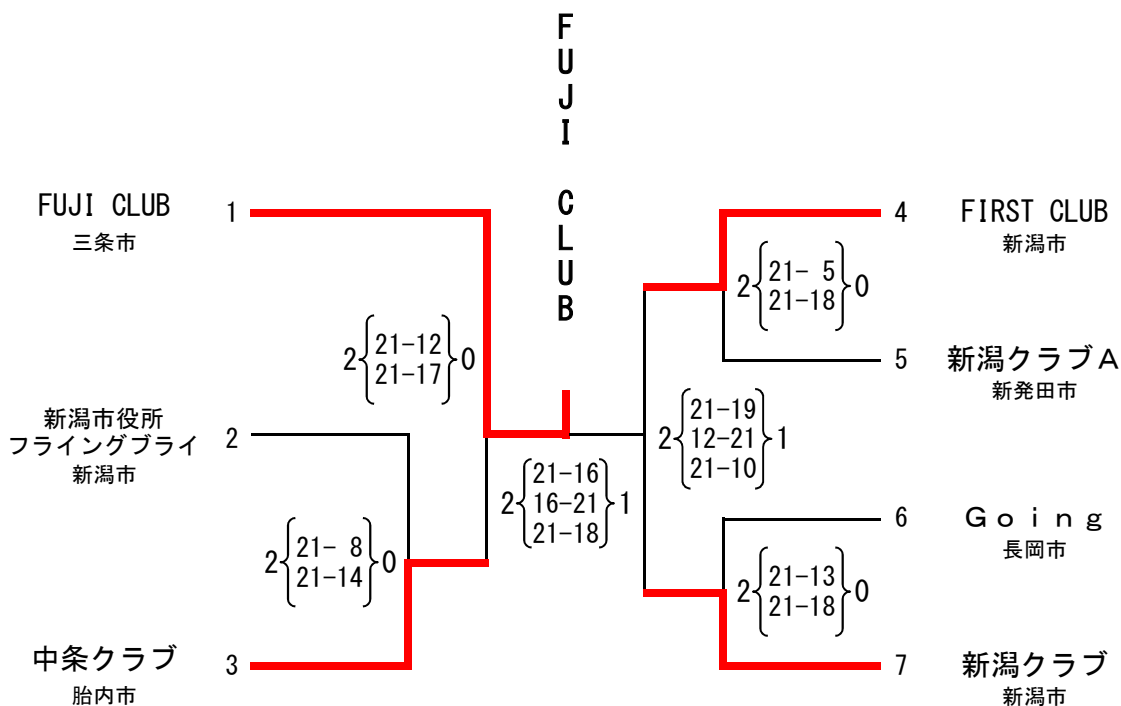 FUJI CLUB
FUJI CLUB 1
三条市
新潟市役所
フライングブライ 2
新潟市
中条クラブ 3
胎内市
2 21-12 0
21-17
2 21- 8 0
21-14
2 21-16 1
16-21
21-18
4 FIRST CLUB
新潟市
2 21- 5 0
21-18
5 新潟クラブA
新発田市
2 21-19 1
12-21
21-10
6 Going
長岡市
2 21-13 0
21-18
7 新潟クラブ
新潟市